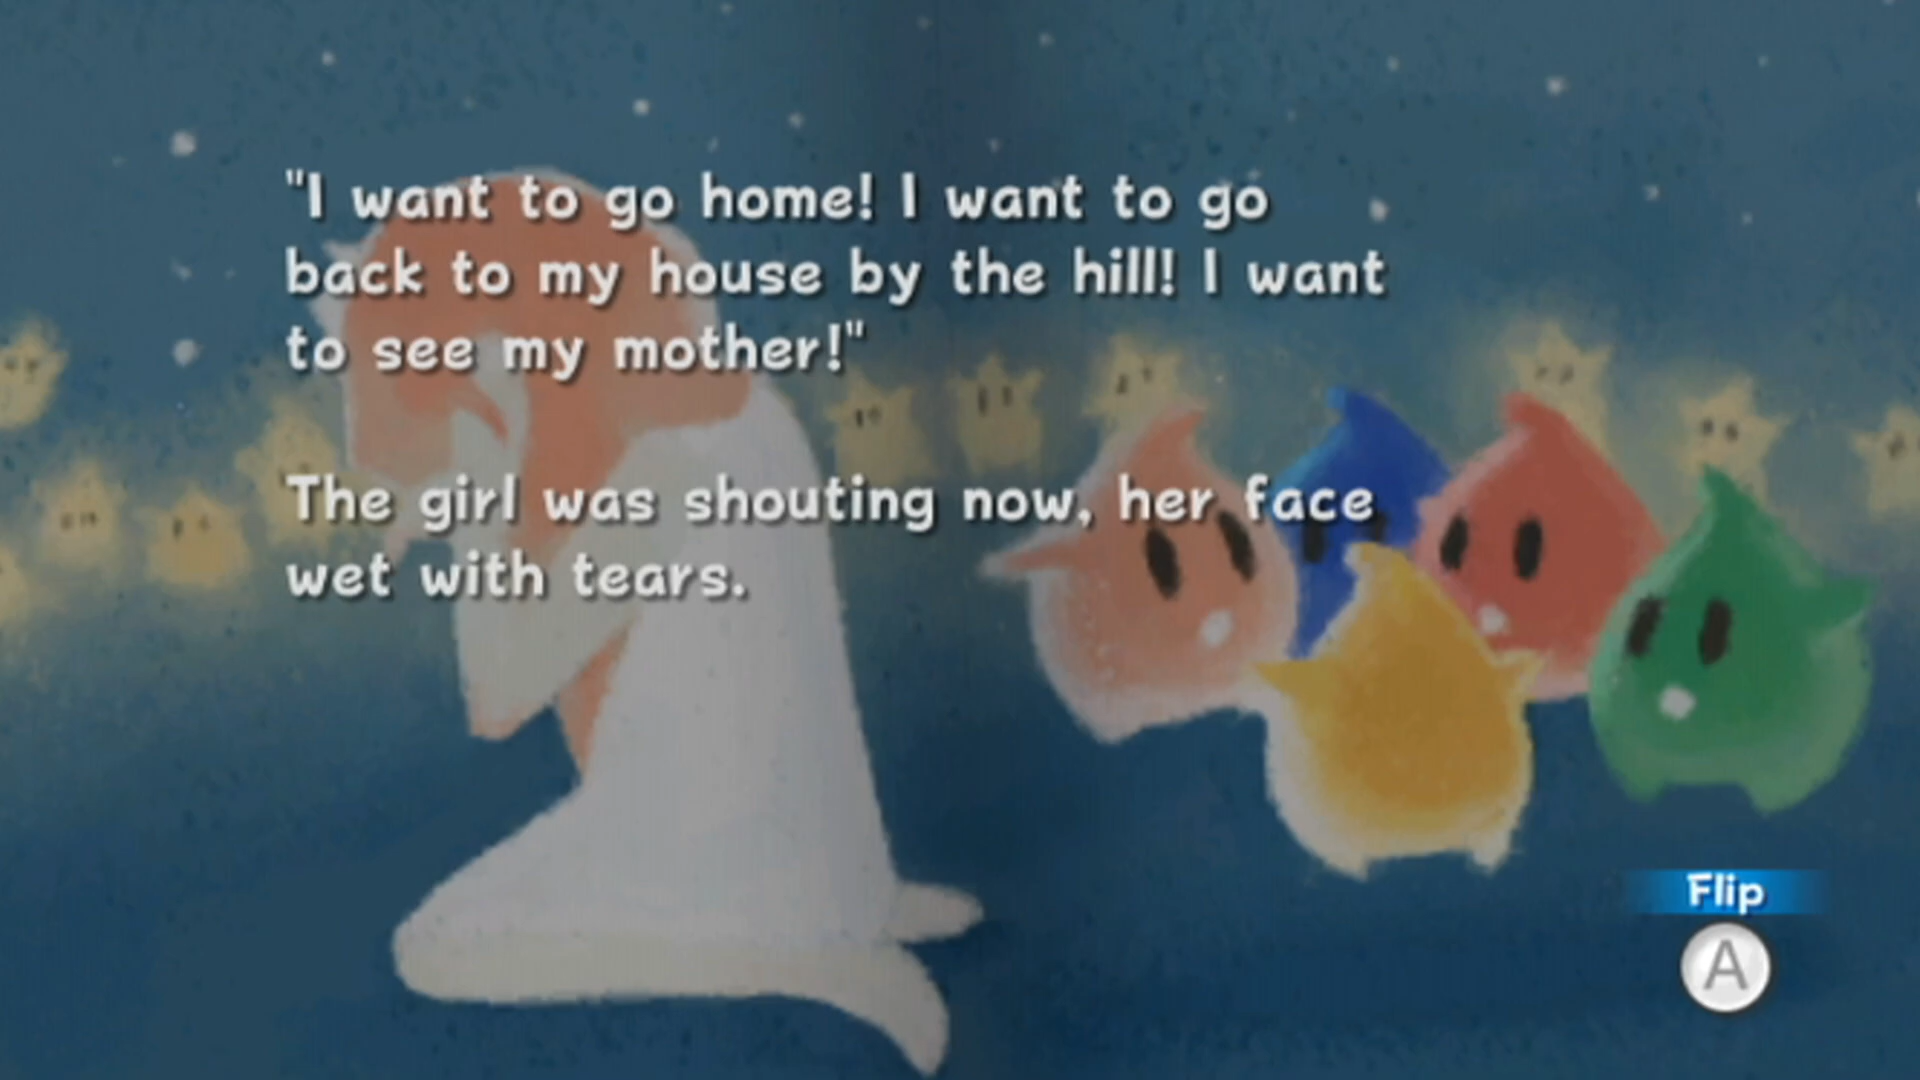 "I want to go home! I want to go
back to my house by the hill! I want
to see my mother!"
The girl was shouting now, her face
wet with tears.
Flip
A